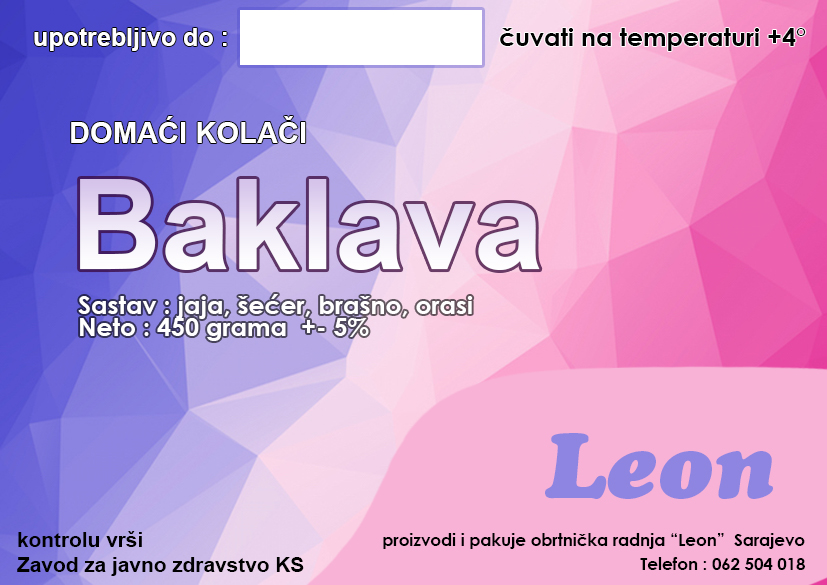 upotrebljivo do :
čuvati na temperaturi +4°
DOMAĆI KOLAČI
Baklava
Sastav : jaja, šećer, brašno, orasi
Neto : 450 grama +- 5%
Leon
kontrolu vrši
Zavod za javno zdravstvo KS
proizvodi i pakuje obrtnička radnja “Leon” Sarajevo
Telefon : 062 504 018